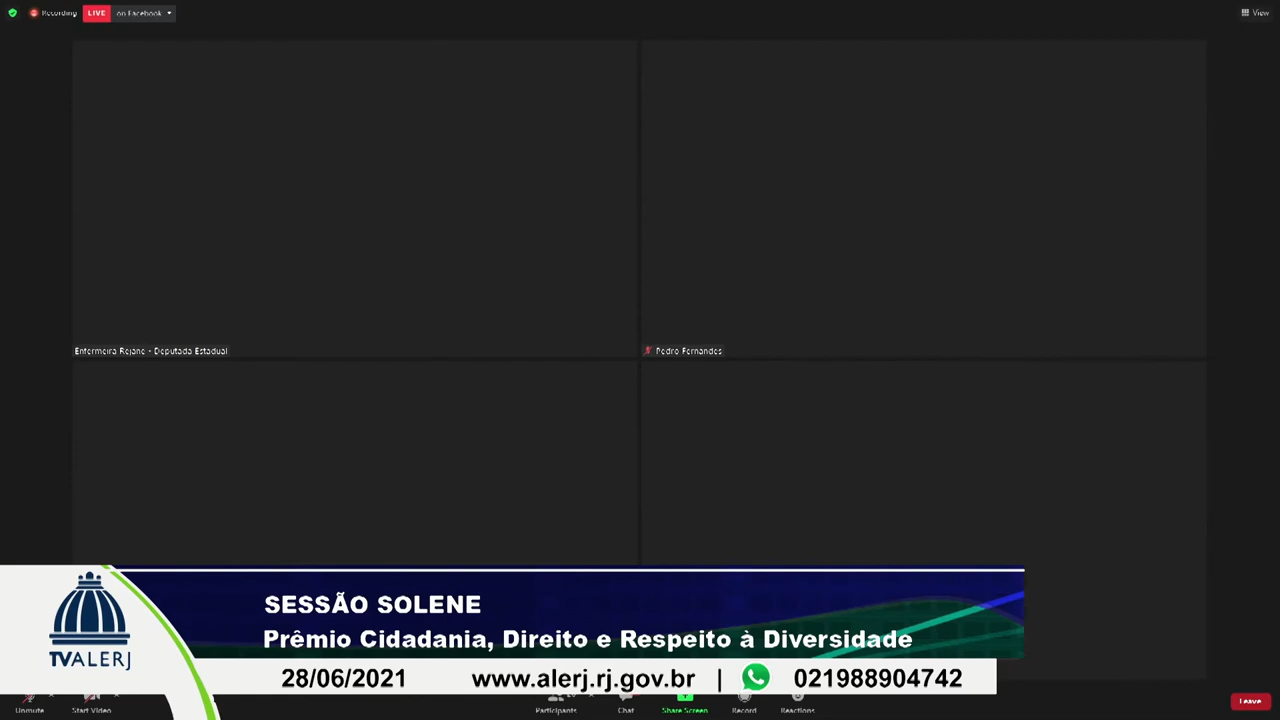 Recording LIVE on Facebook
View
Enfermeira Rejane - Deputada Estadual
Pedro Fernandes
SESSÃO SOLENE
Prêmio Cidadania, Direito e Respeito à Diversidade
TVALERJ
28/06/2021 www.alerj.rj.gov.br | 021988904742
Unmute Start Video Participants Chat Share Screen Record Reactions Leave